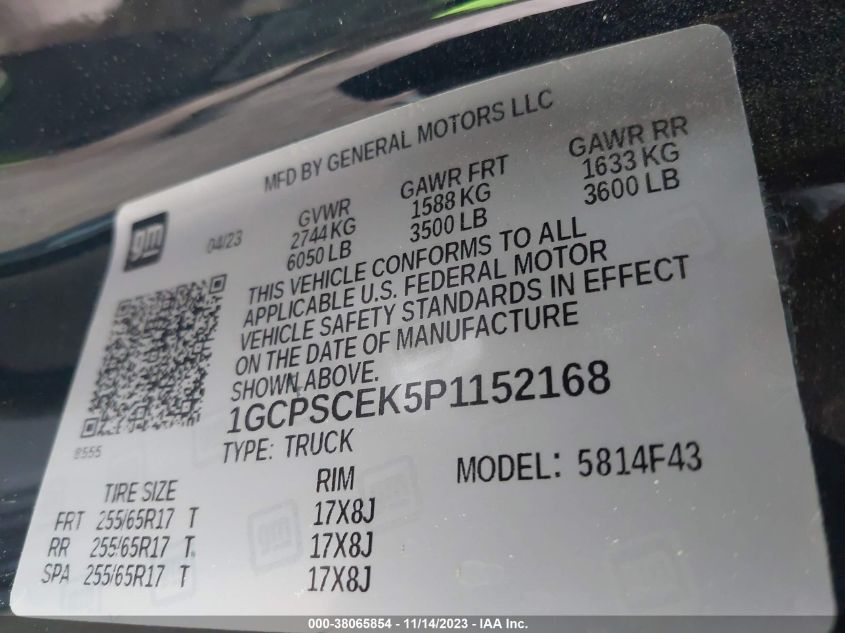 MFD BY GENERAL MOTORS LLC
gm
04/23
GVWR
2744 KG
6050 LB
GAWR FRT
1588 KG
3500 LB
GAWR RR
1633 KG
3600 LB
THIS VEHICLE CONFORMS TO ALL
APPLICABLE U.S. FEDERAL MOTOR
VEHICLE SAFETY STANDARDS IN EFFECT
ON THE DATE OF MANUFACTURE
SHOWN ABOVE.
1GCPSCEK5P1152168
8555
TYPE: TRUCK
MODEL: 5814F43
TIRE SIZE
RIM
FRT 255/65R17 T 17X8J
RR 255/65R17 T 17X8J
SPA 255/65R17 T 17X8J
gm
000-38065854 | 11/14/2023 - IAA Inc.